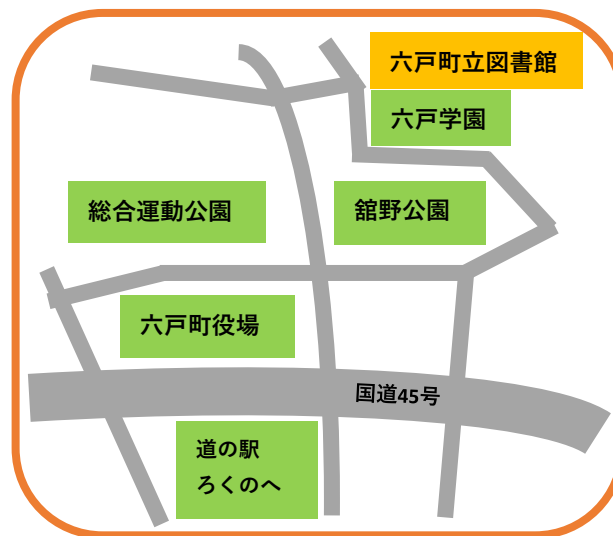 六戸町立図書館
六戸学園
総合運動公園
舘野公園
六戸町役場
国道45号
道の駅
ろくのへ